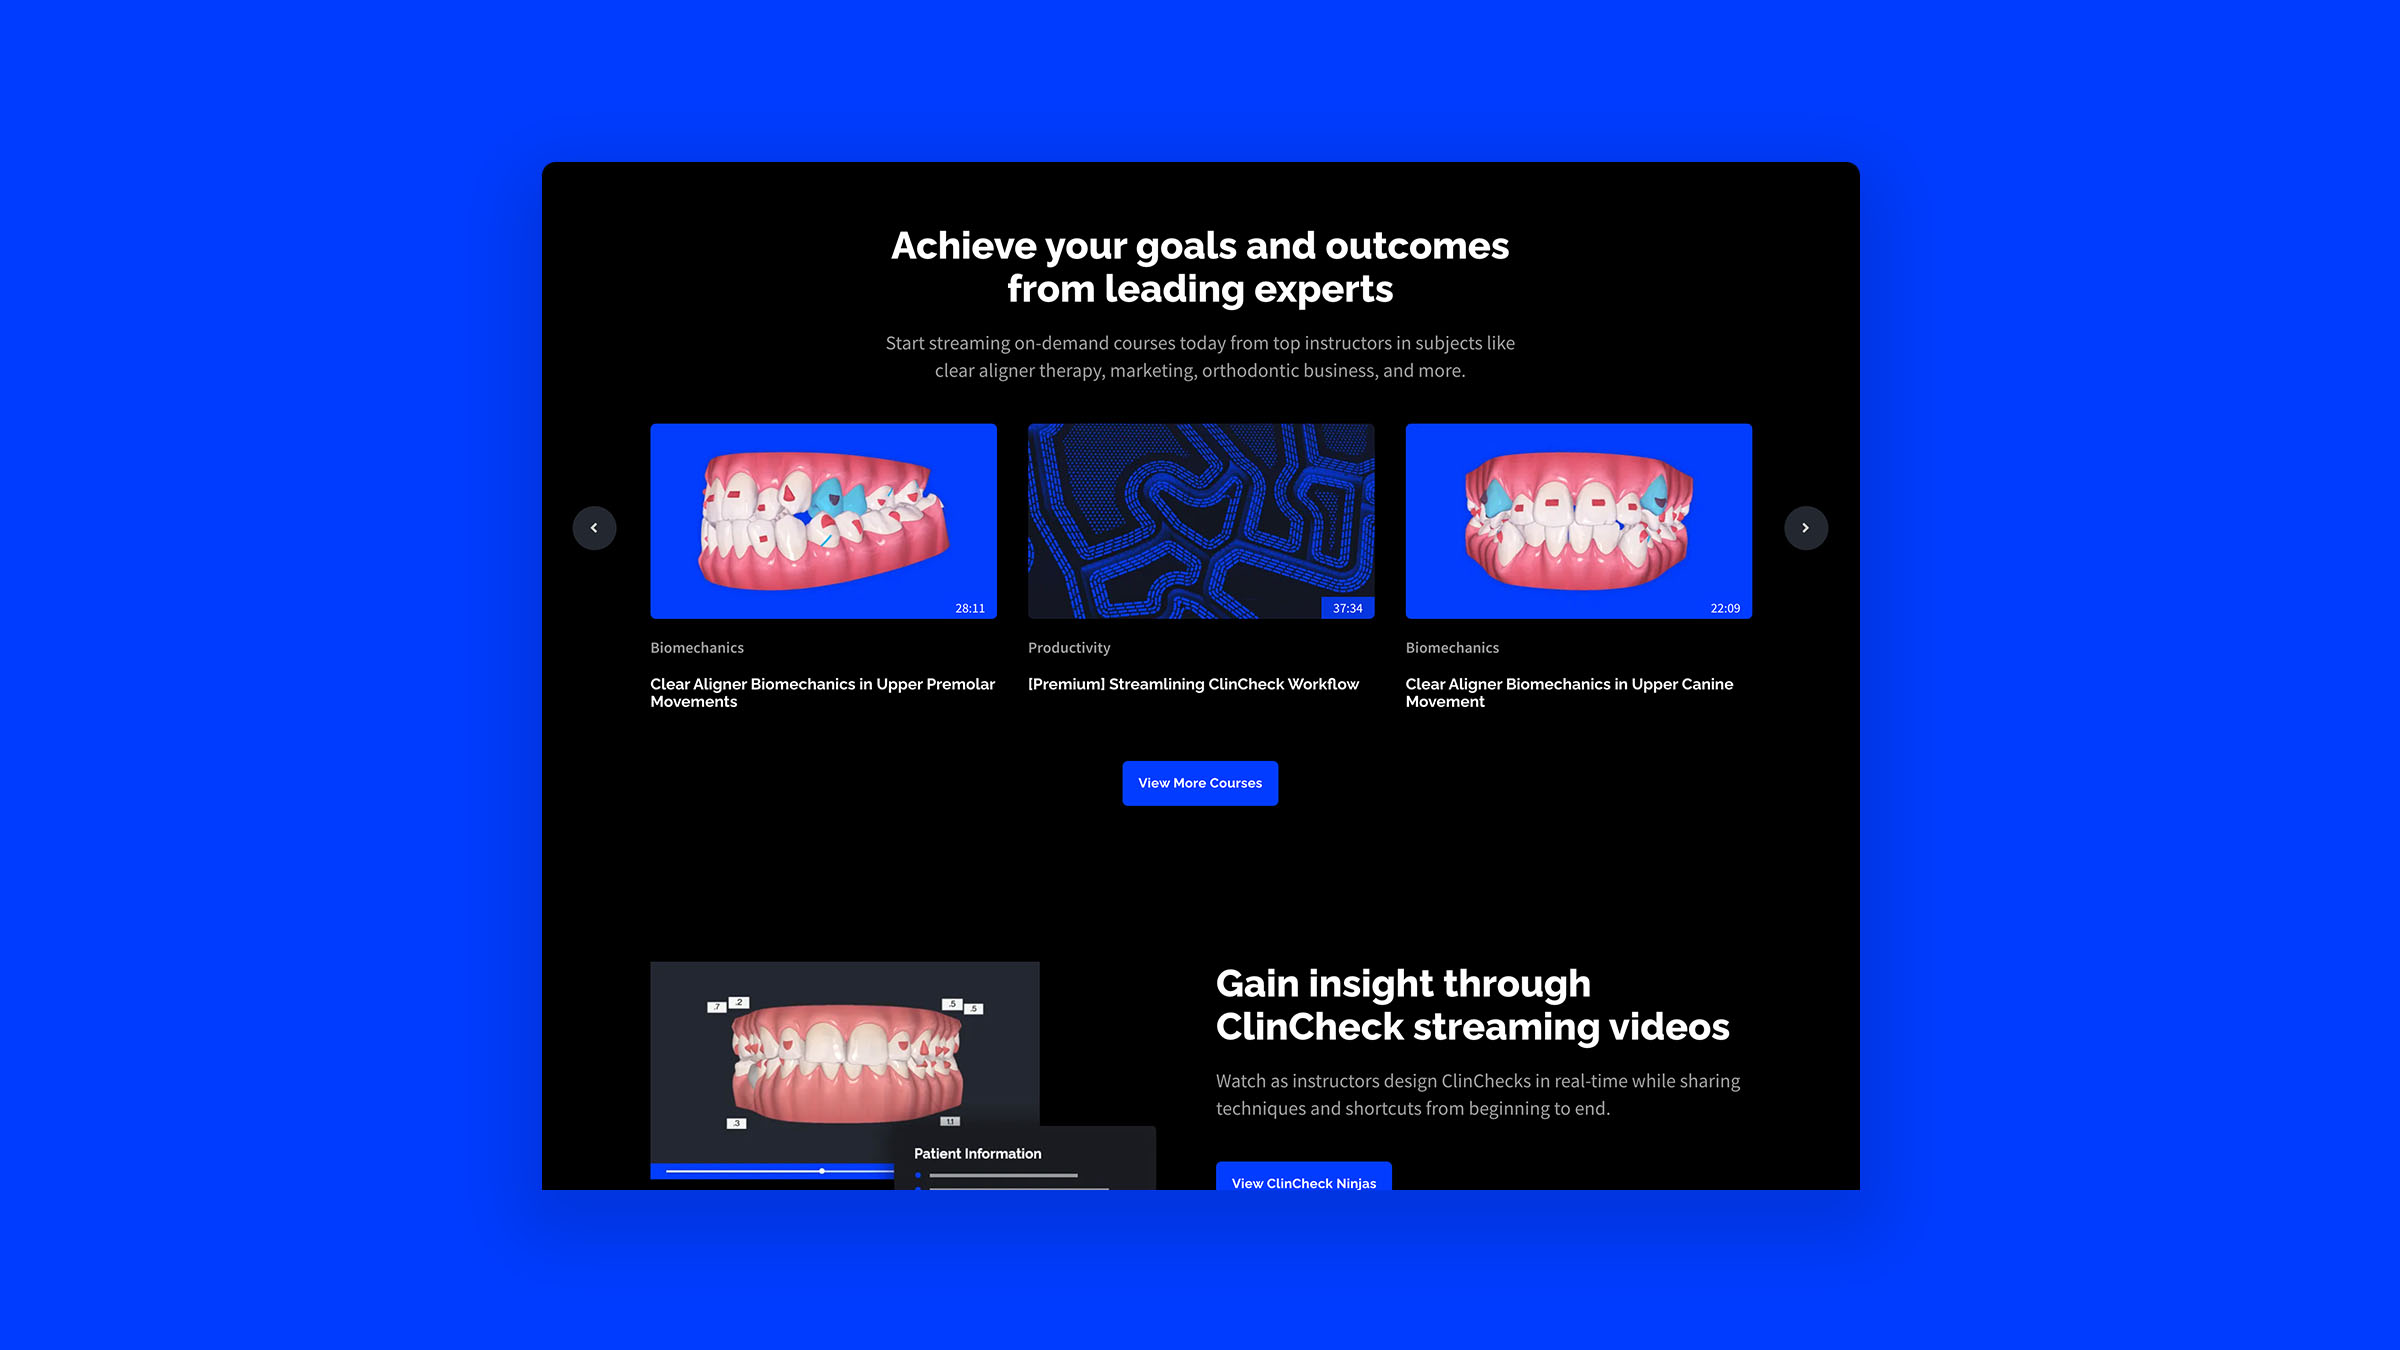 Achieve your goals and outcomes
from leading experts
Start streaming on-demand courses today from top instructors in subjects like
clear aligner therapy, marketing, orthodontic business, and more.
28:11
37:34
22:09
Biomechanics
Productivity
Biomechanics
Clear Aligner Biomechanics in Upper Premolar
Movements
[Premium] Streamlining ClinCheck Workflow
Clear Aligner Biomechanics in Upper Canine
Movement
View More Courses
.7
.2
.5
.5
.3
1.1
Patient Information
Gain insight through
ClinCheck streaming videos
Watch as instructors design ClinChecks in real-time while sharing
techniques and shortcuts from beginning to end.
View ClinCheck Ninjas